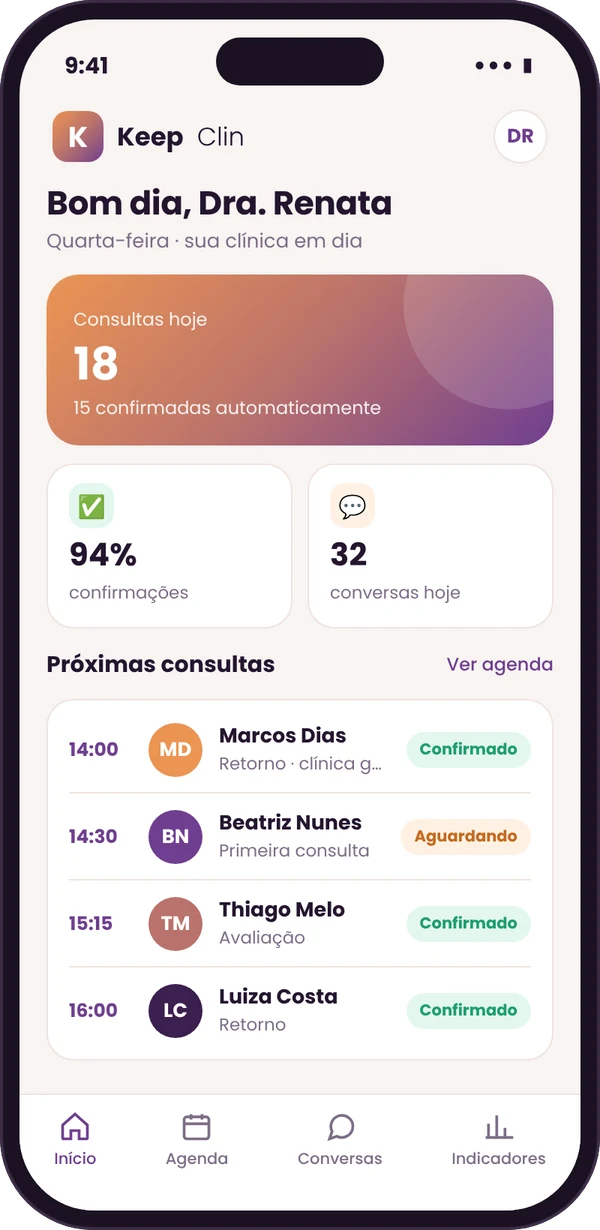 9:41
K Keep Clin DR
Bom dia, Dra. Renata
Quarta-feira · sua clínica em dia
Consultas hoje
18
15 confirmadas automaticamente
94%
confirmações
32
conversas hoje
Próximas consultas Ver agenda
14:00 MD Marcos Dias Confirmado
Retorno · clínica g...
14:30 BN Beatriz Nunes Aguardando
Primeira consulta
15:15 TM Thiago Melo Confirmado
Avaliação
16:00 LC Luiza Costa Confirmado
Retorno
Início Agenda Conversas Indicadores